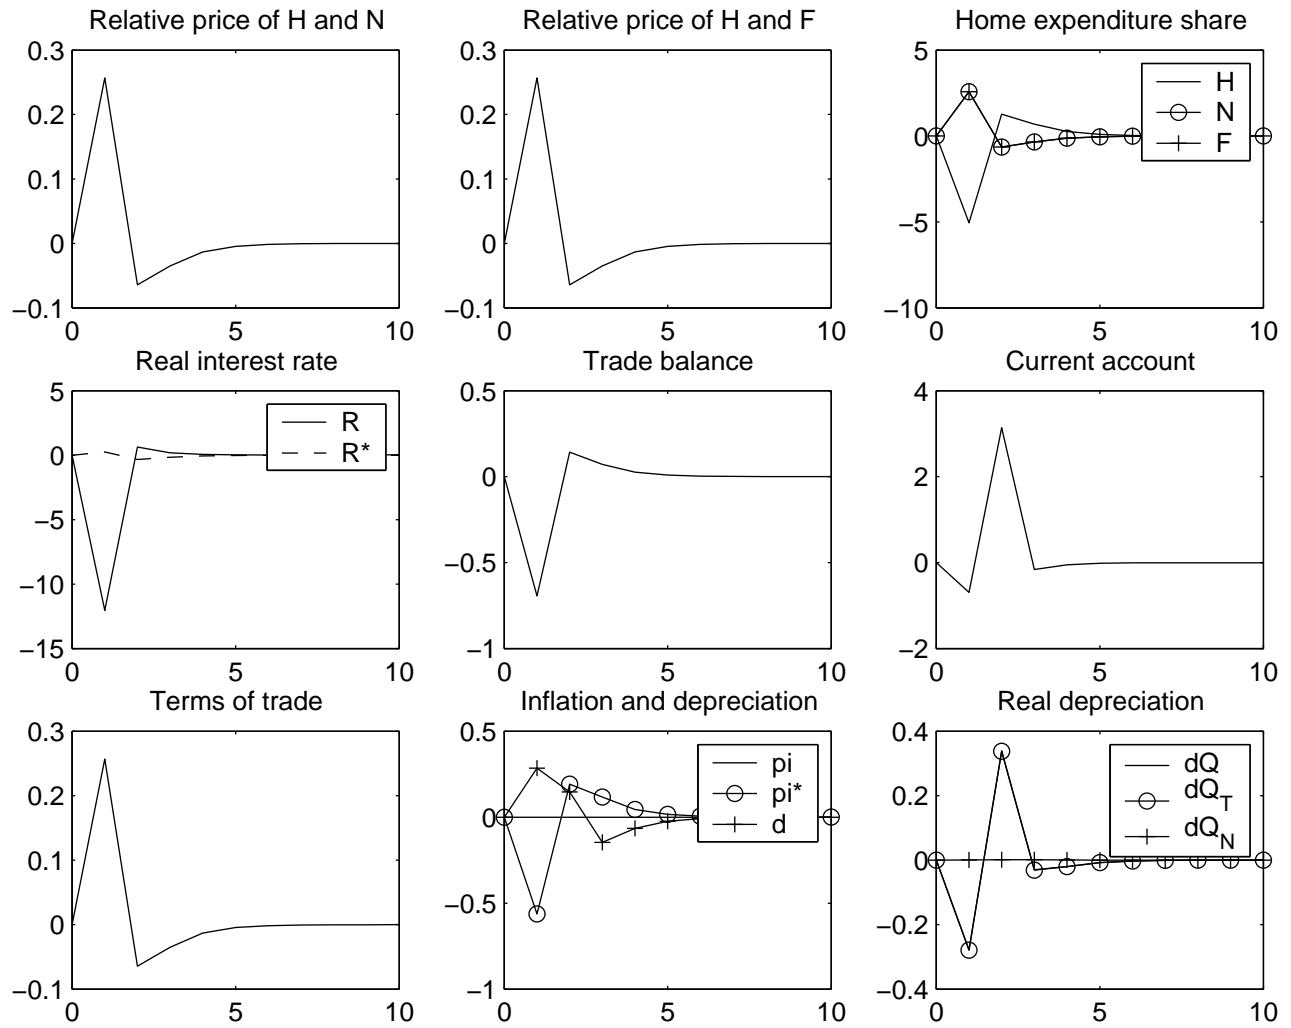 Relative price of H and N
0.3
0.2
0.1
0
−0.1
0 5 10
Relative price of H and F
0.3
0.2
0.1
0
−0.1
0 5 10
Home expenditure share
5
0
−5
−10
0 5 10
H
N
F
Real interest rate
5
0
−5
−10
−15
0 5 10
R
R*
Trade balance
0.5
0
−0.5
−1
0 5 10
Current account
4
2
0
−2
0 5 10
Terms of trade
0.3
0.2
0.1
0
−0.1
0 5 10
Inflation and depreciation
0.5
0
−0.5
−1
0 5 10
pi
pi*
d
Real depreciation
0.4
0.2
0
−0.2
−0.4
0 5 10
dQ
dQ_T
dQ_N